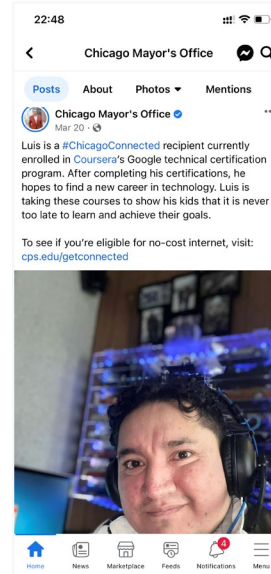 22:48
Chicago Mayor's Office
Posts About Photos Mentions
Chicago Mayor's Office
Mar 20 ·
Luis is a #ChicagoConnected recipient currently
enrolled in Coursera's Google technical certification
program. After completing his certifications, he
hopes to find a new career in technology. Luis is
taking these courses to show his kids that it is never
too late to learn and achieve their goals.
To see if you're eligible for no-cost internet, visit:
cps.edu/getconnected
4
Home News Marketplace Feeds Notifications Menu